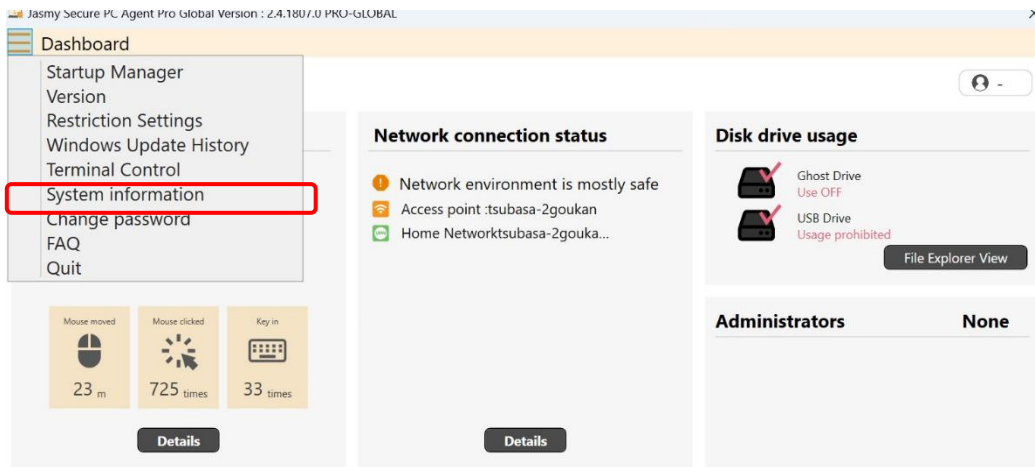 Jasmy Secure PC Agent Pro Global Version : 2.4.1807.0 PRO-GLOBAL
Dashboard
Startup Manager
Version
Restriction Settings
Windows Update History
Terminal Control
System information
Change password
FAQ
Quit
-
Mouse moved
23 m
Mouse clicked
725 times
Key in
33 times
Details
Network connection status
Network environment is mostly safe
Access point :tsubasa-2goukan
Home Networktsubasa-2gouka...
Details
Disk drive usage
Ghost Drive
Use OFF
USB Drive
Usage prohibited
File Explorer View
Administrators None